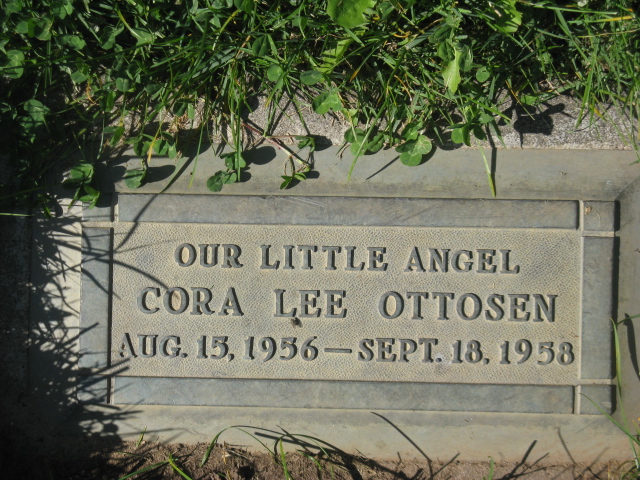 OUR LITTLE ANGEL
CORA LEE OTTOSEN
AUG. 15, 1956 — SEPT. 18, 1958